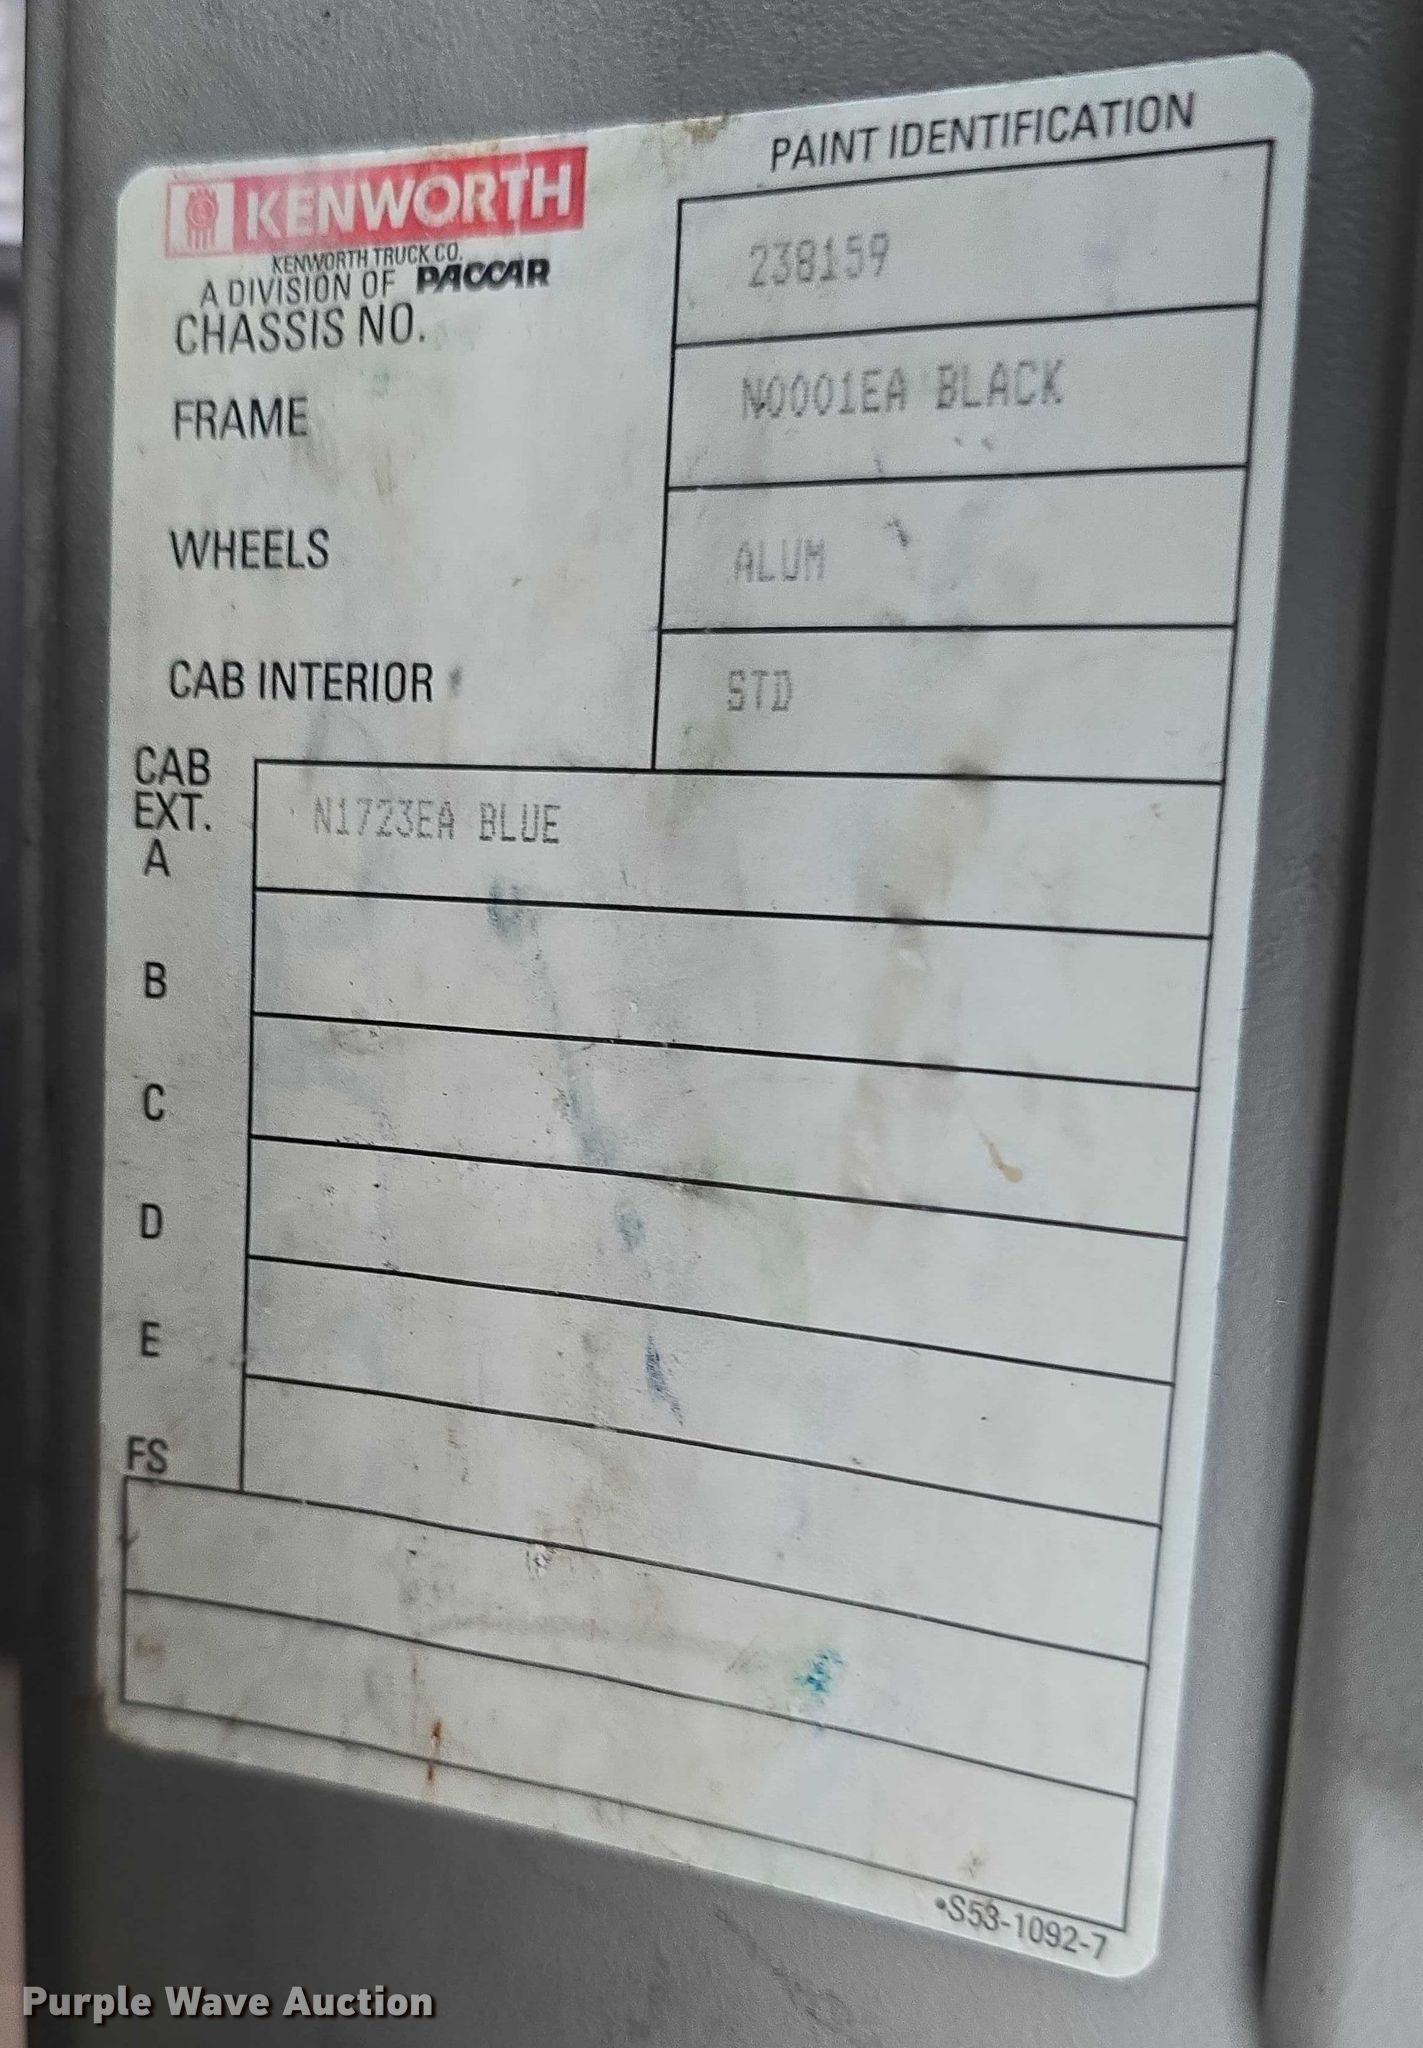 PAINT IDENTIFICATION
KENWORTH
KENWORTH TRUCK CO.
A DIVISION OF PACCAR
CHASSIS NO. 238159
FRAME N0001EA BLACK
WHEELS ALUM
CAB INTERIOR STD
CAB
EXT.
A N1723EA BLUE
B
C
D
E
FS
•S53-1092-7
Purple Wave Auction